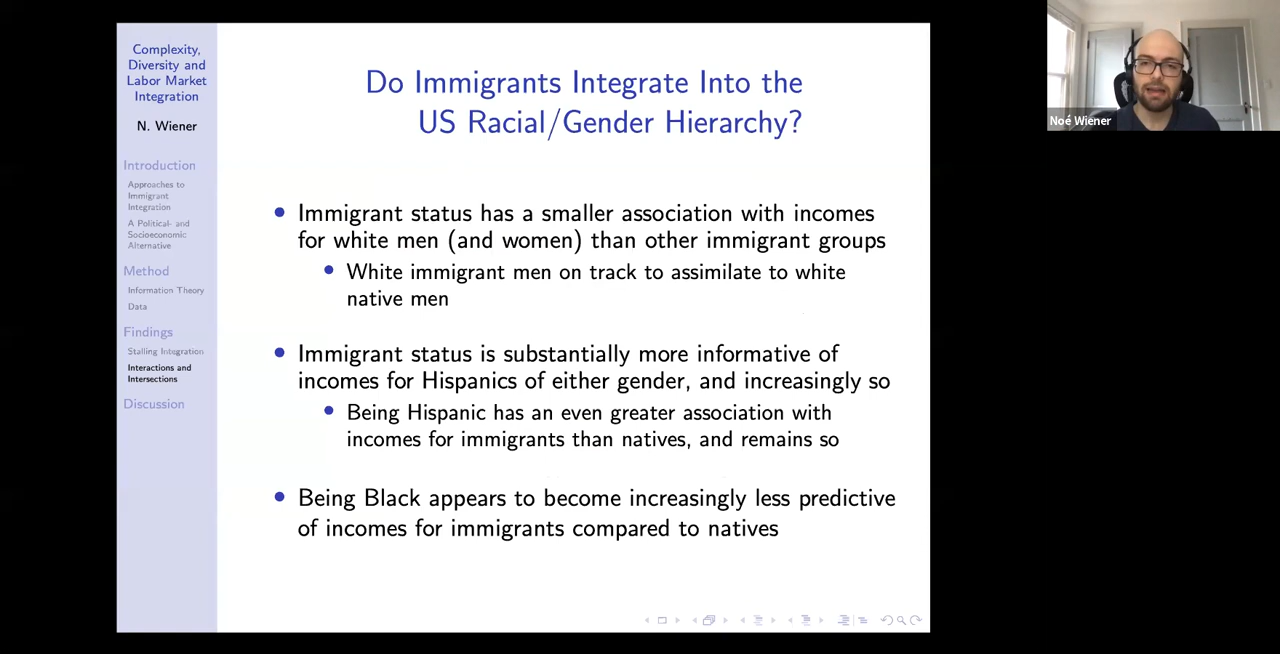 Complexity,
Diversity and
Labor Market
Integration
N. Wiener
Introduction
Approaches to
Immigrant
Integration
A Political- and
Socioeconomic
Alternative
Method
Information Theory
Data
Findings
Stalling Integration
Interactions and
Intersections
Discussion
Do Immigrants Integrate Into the
US Racial/Gender Hierarchy?
• Immigrant status has a smaller association with incomes
for white men (and women) than other immigrant groups
• White immigrant men on track to assimilate to white
native men
• Immigrant status is substantially more informative of
incomes for Hispanics of either gender, and increasingly so
• Being Hispanic has an even greater association with
incomes for immigrants than natives, and remains so
• Being Black appears to become increasingly less predictive
of incomes for immigrants compared to natives
Noé Wiener